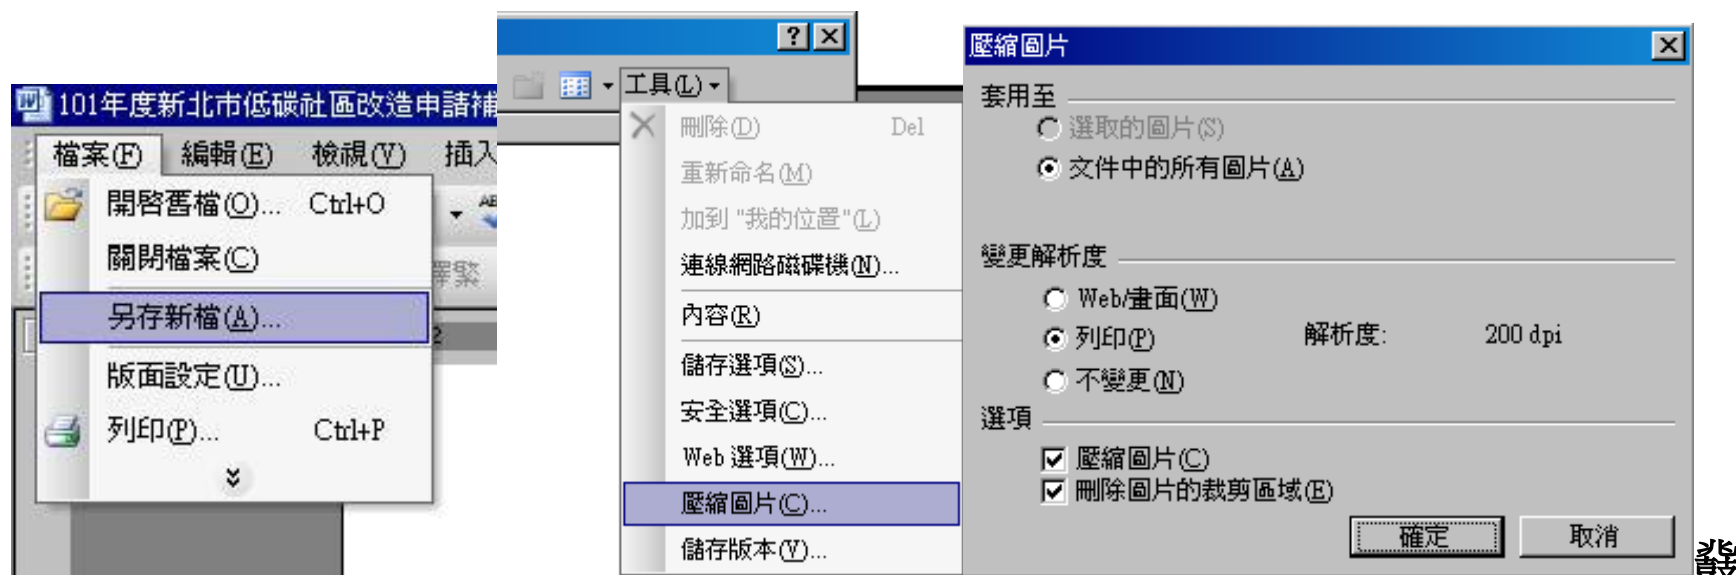 101年度新北市低碳社區改造申請補
檔案(F) 編輯(E) 檢視(V) 插入
開啓舊檔(O)... Ctrl+O
關閉檔案(C)
另存新檔(A)...
版面設定(U)...
列印(P)... Ctrl+P
2
工具(L)
刪除(D) Del
重新命名(M)
加到 "我的位置"(L)
連線網路磁碟機(N)...
內容(R)
儲存選項(S)...
安全選項(C)...
Web 選項(W)...
壓縮圖片(C)...
儲存版本(V)...
壓縮圖片
套用至
選取的圖片(S)
文件中的所有圖片(A)
變更解析度
Web/畫面(W)
列印(P) 解析度: 200 dpi
不變更(N)
選項
壓縮圖片(C)
刪除圖片的裁剪區域(E)
確定 取消